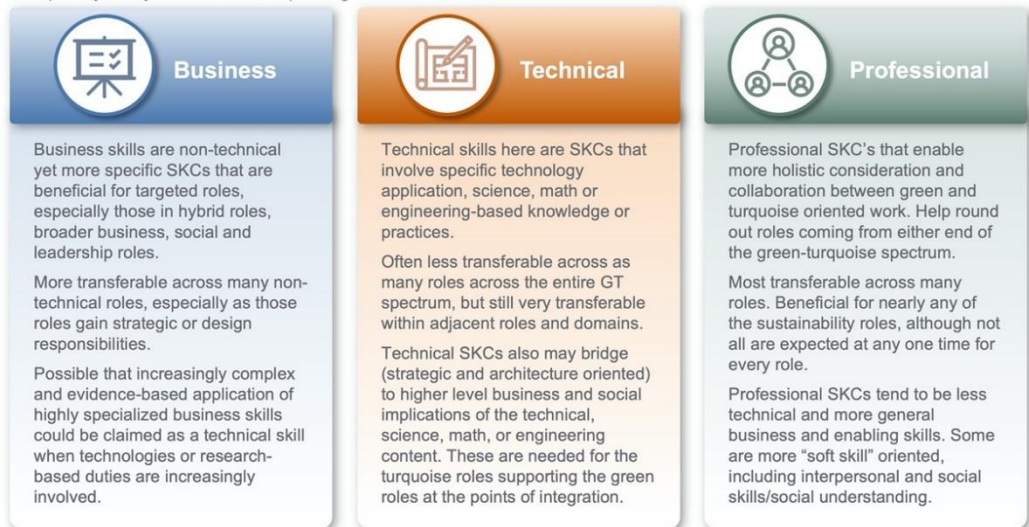 Business
Business skills are non-technical
yet more specific SKCs that are
beneficial for targeted roles,
especially those in hybrid roles,
broader business, social and
leadership roles.
More transferable across many non-
technical roles, especially as those
roles gain strategic or design
responsibilities.
Possible that increasingly complex
and evidence-based application of
highly specialized business skills
could be claimed as a technical skill
when technologies or research-
based duties are increasingly
involved.
Technical
Technical skills here are SKCs that
involve specific technology
application, science, math or
engineering-based knowledge or
practices.
Often less transferable across as
many roles across the entire GT
spectrum, but still very transferable
within adjacent roles and domains.
Technical SKCs also may bridge
(strategic and architecture oriented)
to higher level business and social
implications of the technical,
science, math, or engineering
content. These are needed for the
turquoise roles supporting the green
roles at the points of integration.
Professional
Professional SKC's that enable
more holistic consideration and
collaboration between green and
turquoise oriented work. Help round
out roles coming from either end of
the green-turquoise spectrum.
Most transferable across many
roles. Beneficial for nearly any of
the sustainability roles, although not
all are expected at any one time for
every role.
Professional SKCs tend to be less
technical and more general
business and enabling skills. Some
are more “soft skill” oriented,
including interpersonal and social
skills/social understanding.